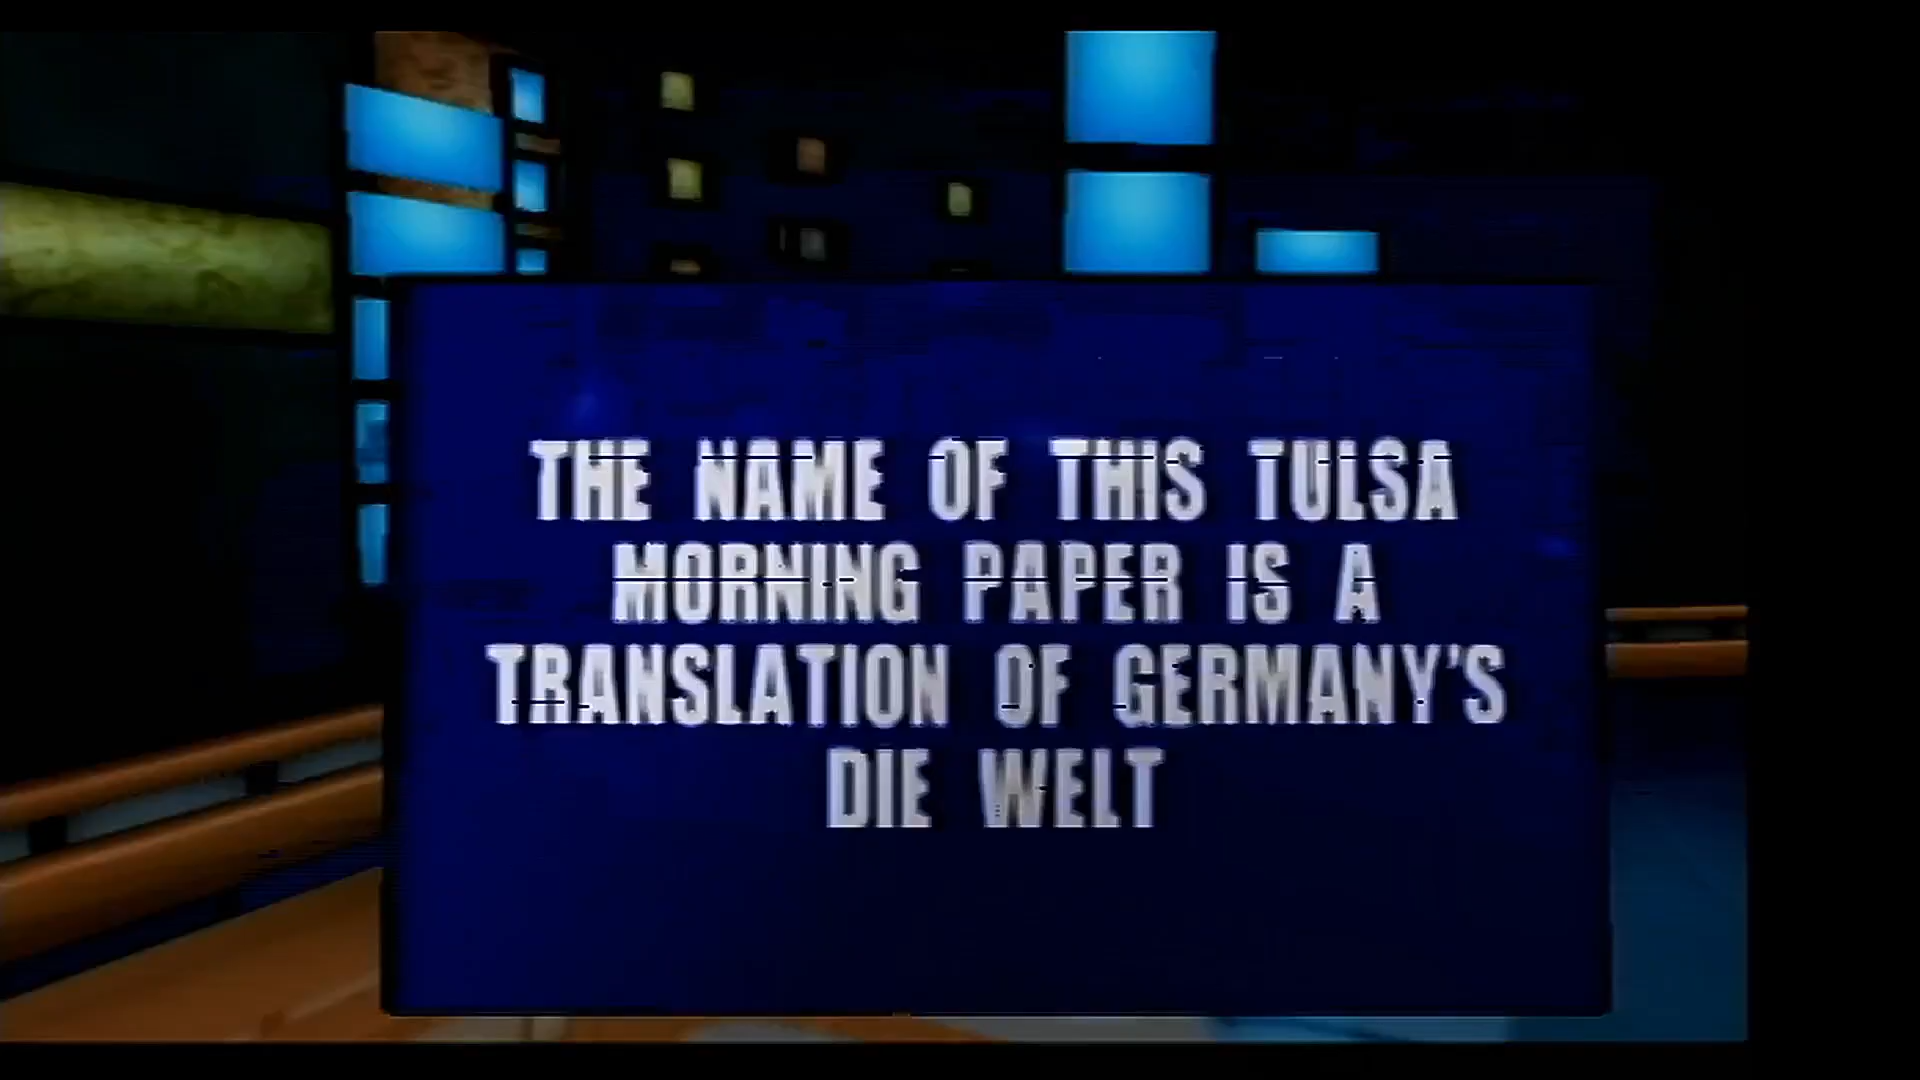 THE NAME OF THIS TULSA
MORNING PAPER IS A
TRANSLATION OF GERMANY'S
DIE WELT